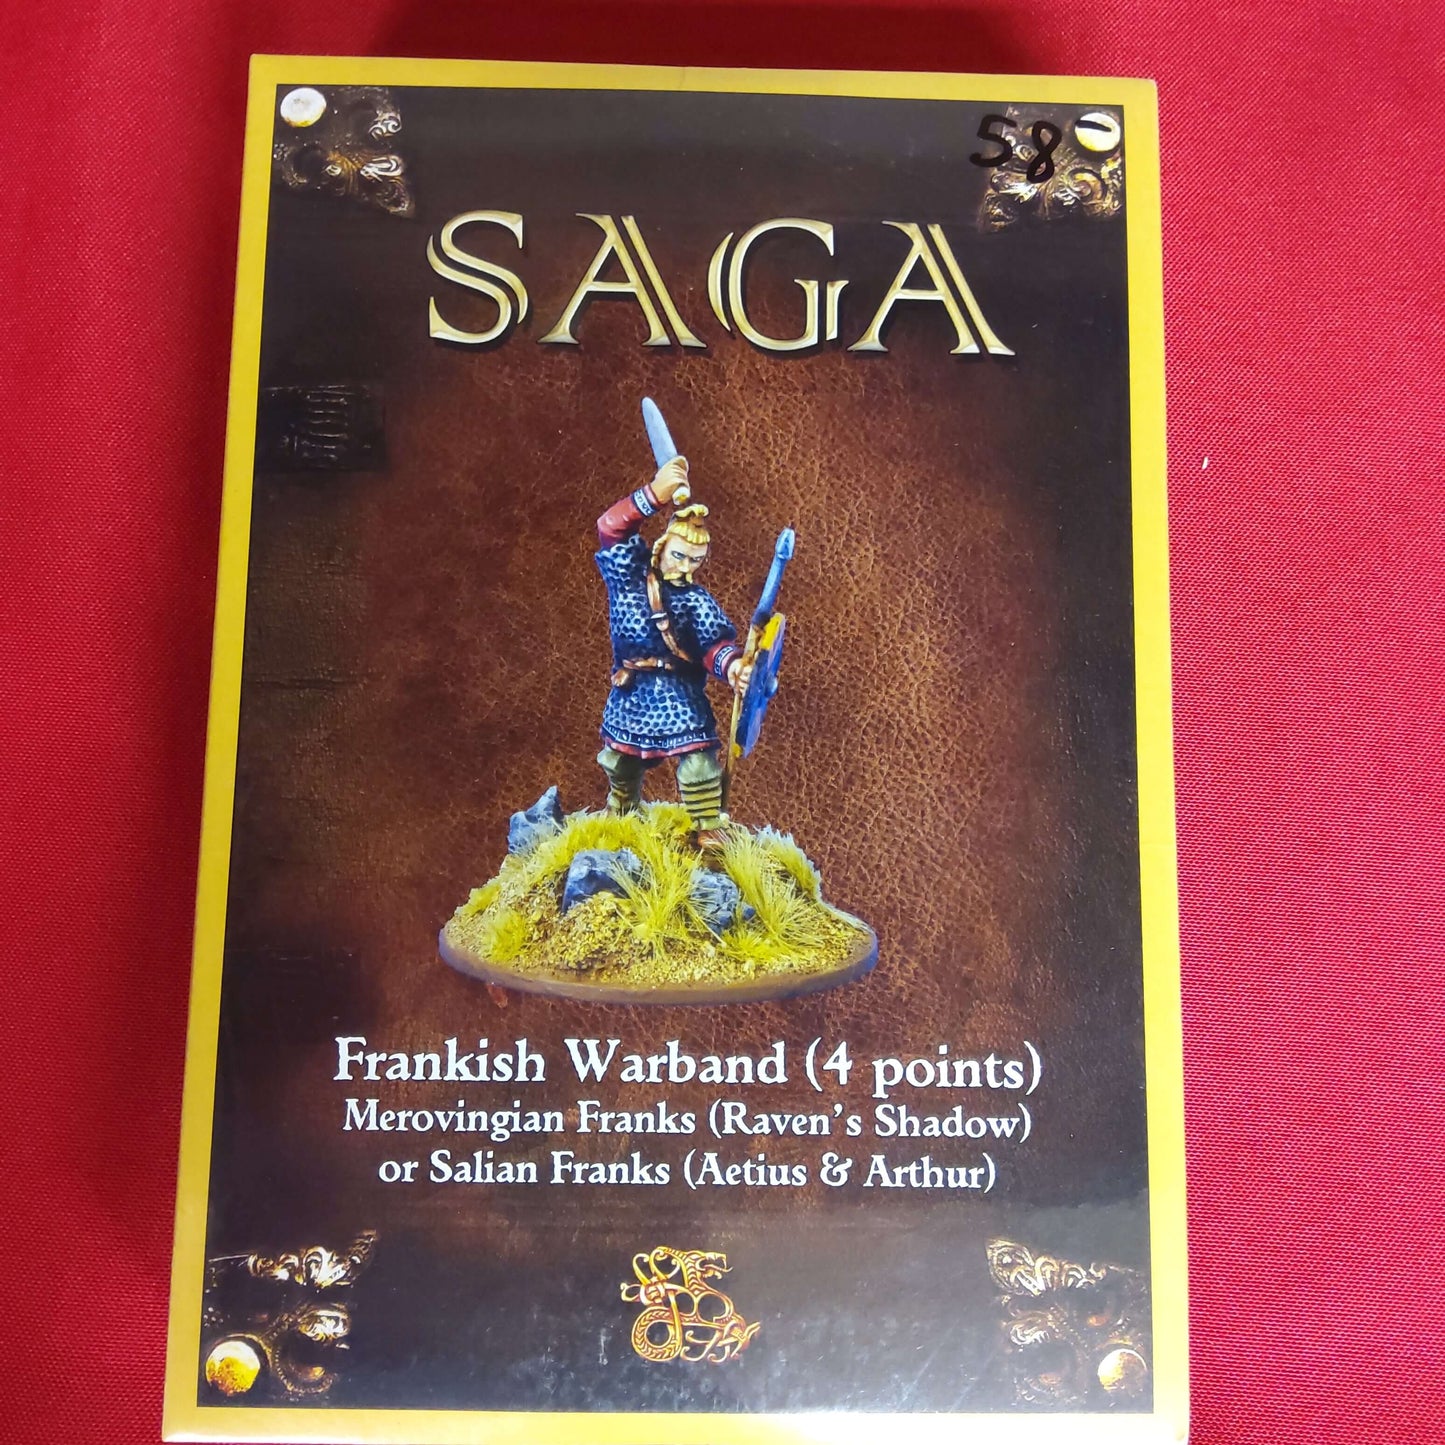 58-
SAGA
Frankish Warband (4 points)
Merovingian Franks (Raven's Shadow)
or Salian Franks (Aetius & Arthur)